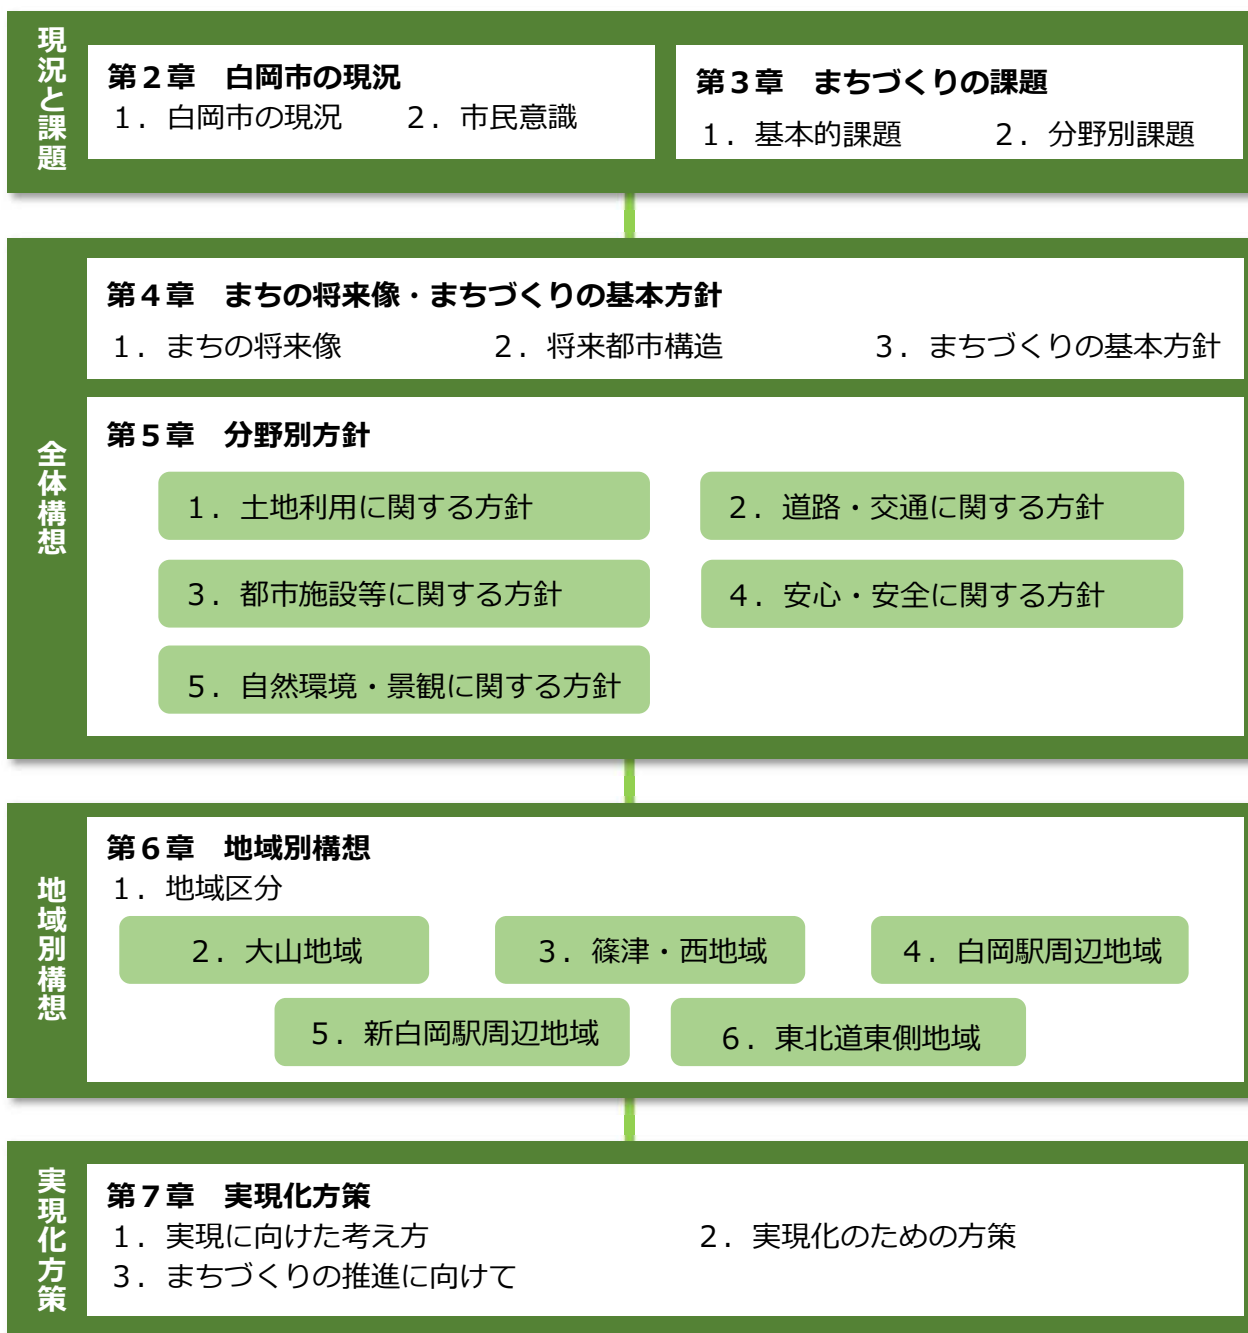 現況と課題
第２章　白岡市の現況
１．白岡市の現況　　２．市民意識
第３章　まちづくりの課題
１．基本的課題　　　２．分野別課題
全体構想
第４章　まちの将来像・まちづくりの基本方針
１．まちの将来像　　　　　２．将来都市構造　　　　　３．まちづくりの基本方針
第５章　分野別方針
１．土地利用に関する方針
２．道路・交通に関する方針
３．都市施設等に関する方針
４．安心・安全に関する方針
５．自然環境・景観に関する方針
地域別構想
第６章　地域別構想
１．地域区分
２．大山地域
３．篠津・西地域
４．白岡駅周辺地域
５．新白岡駅周辺地域
６．東北道東側地域
実現化方策
第７章　実現化方策
１．実現に向けた考え方　　　　　　　　　２．実現化のための方策
３．まちづくりの推進に向けて